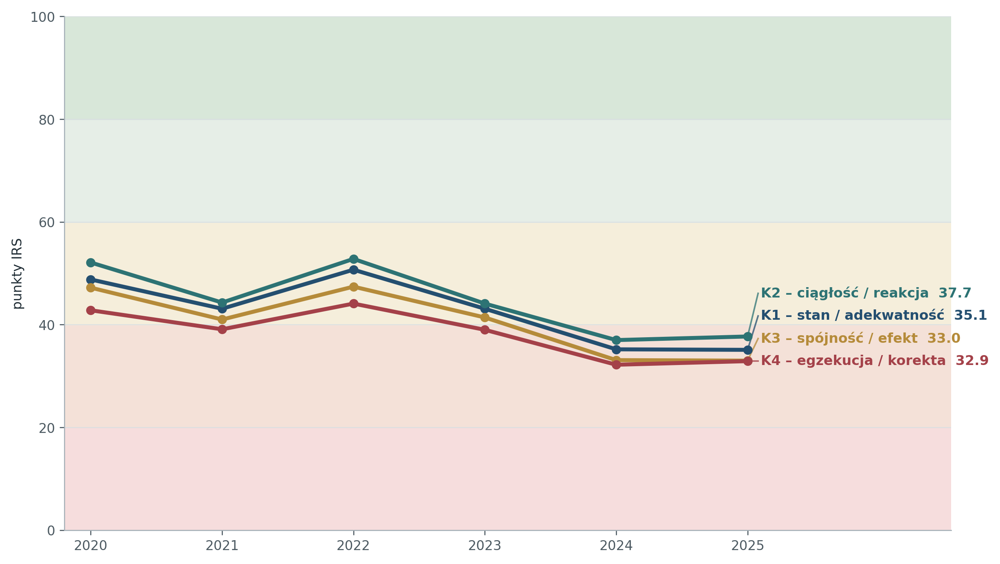 100
80
60
40
20
0
punkty IRS
K2 – ciągłość / reakcja  37.7
K1 – stan / adekwatność  35.1
K3 – spójność / efekt  33.0
K4 – egzekucja / korekta  32.9
2020 2021 2022 2023 2024 2025